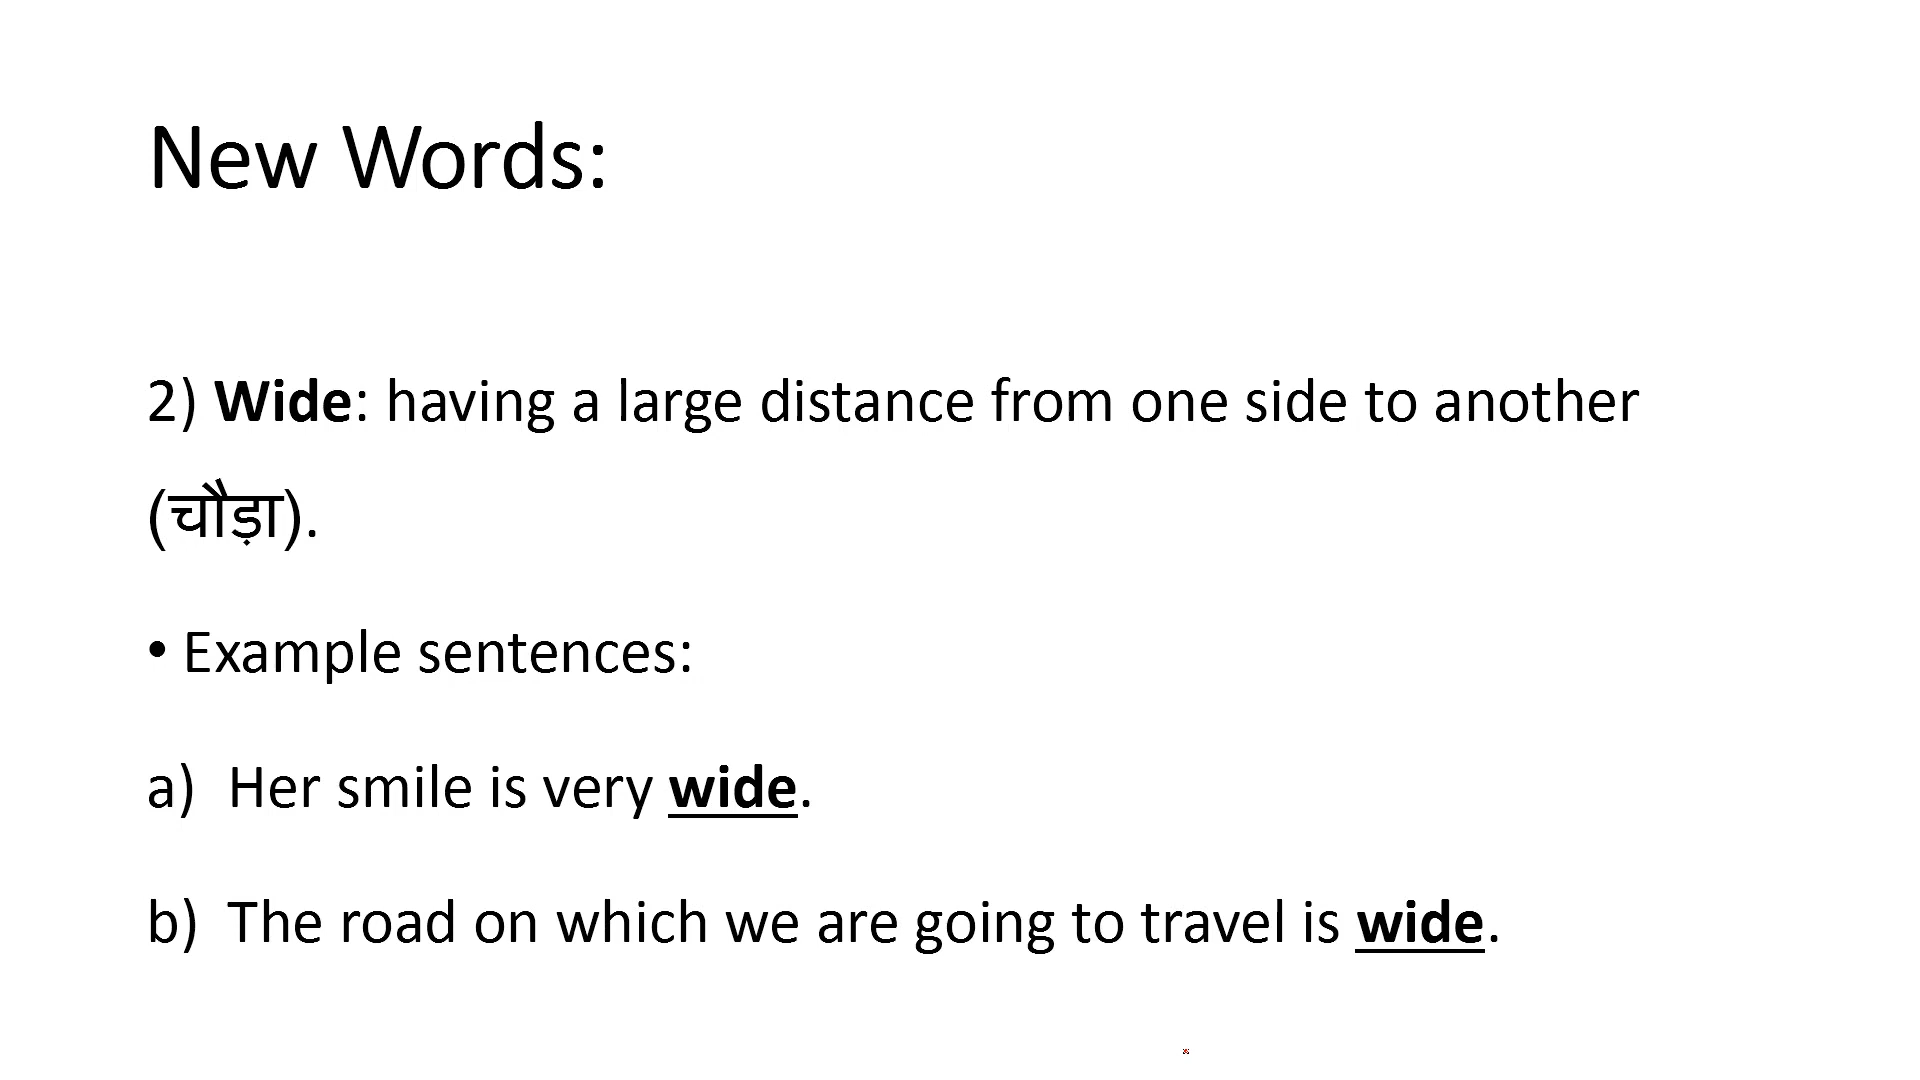 New Words:
2) Wide: having a large distance from one side to another
(चौड़ा).
• Example sentences:
a) Her smile is very wide.
b) The road on which we are going to travel is wide.